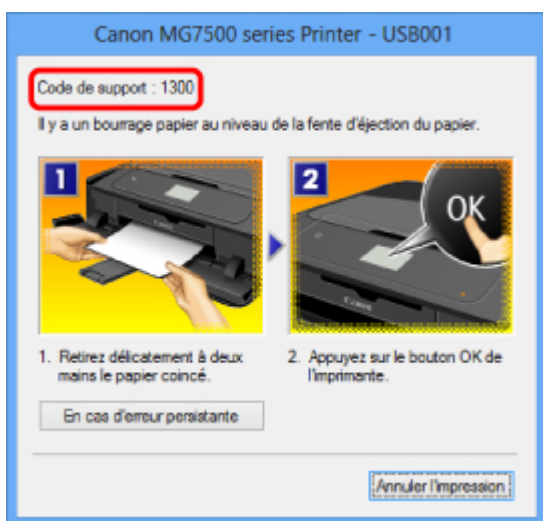 Canon MG7500 series Printer - USB001
Code de support : 1300
Il y a un bourrage papier au niveau de la fente d'éjection du papier.
1
2
OK
Canon
Canon
1. Retirez délicatement à deux
mains le papier coincé.
2. Appuyez sur le bouton OK de
l'imprimante.
En cas d'erreur persistante
Annuler l'impression